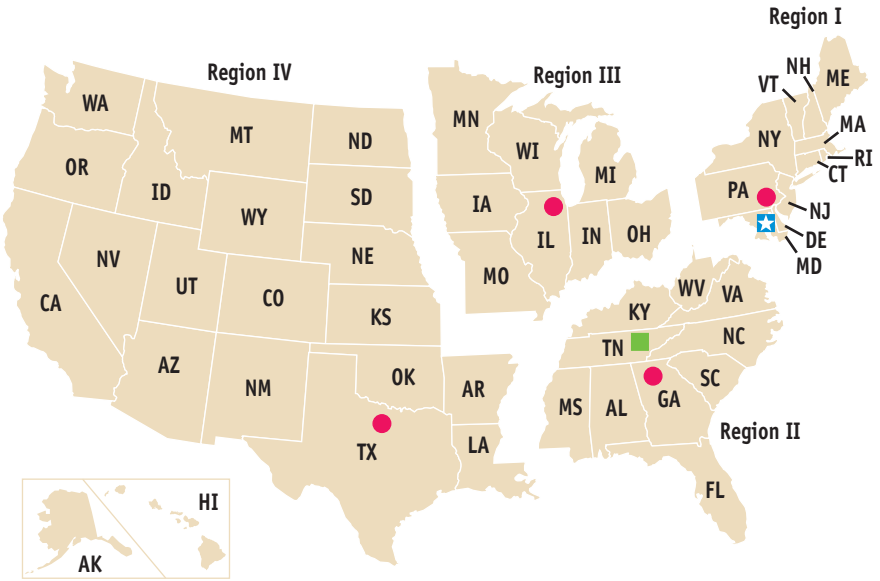 Region I
Region IV
Region III
NH
VT
ME
WA
MT
ND
MN
MA
OR
WI
NY
RI
ID
SD
MI
CT
WY
IA
PA
NJ
NV
NE
IL
IN
OH
DE
UT
MO
MD
CO
WV
VA
CA
KS
KY
NC
AZ
TN
NM
OK
AR
SC
MS
AL
GA
TX
LA
Region II
FL
HI
AK